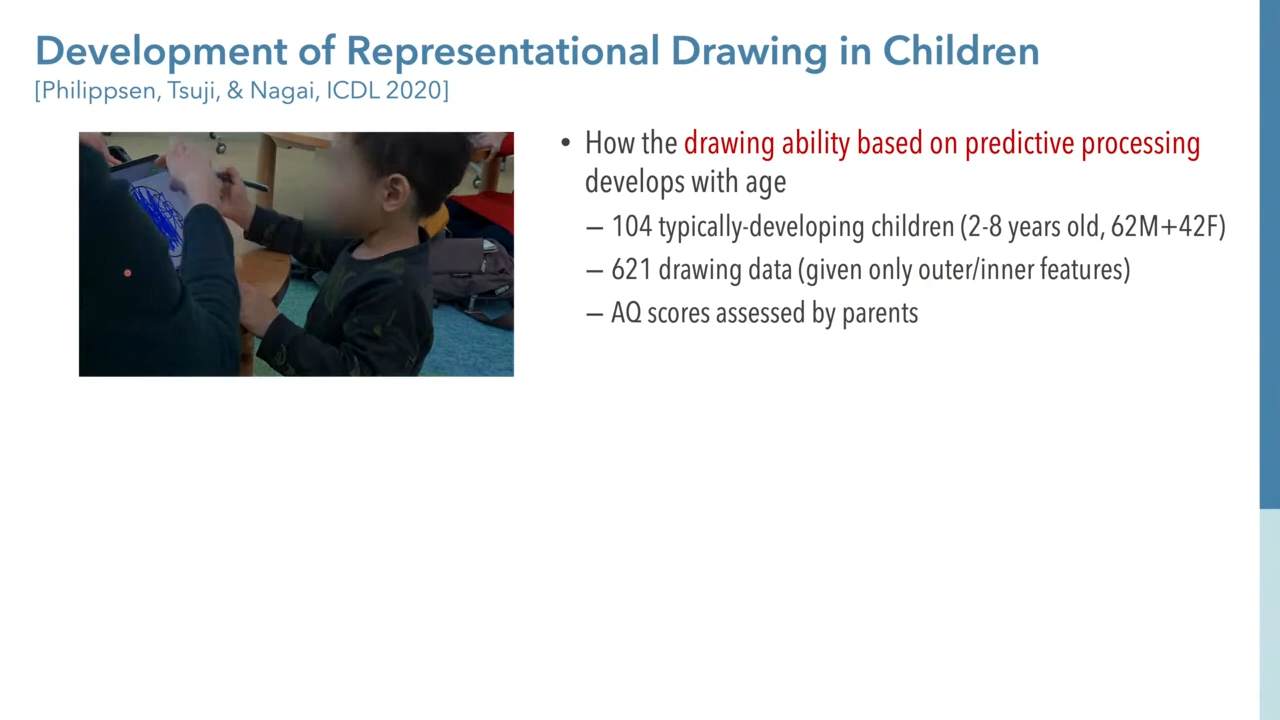 Development of Representational Drawing in Children
[Philippsen, Tsuji, & Nagai, ICDL 2020]
• How the drawing ability based on predictive processing
develops with age
– 104 typically-developing children (2-8 years old, 62M+42F)
– 621 drawing data (given only outer/inner features)
– AQ scores assessed by parents